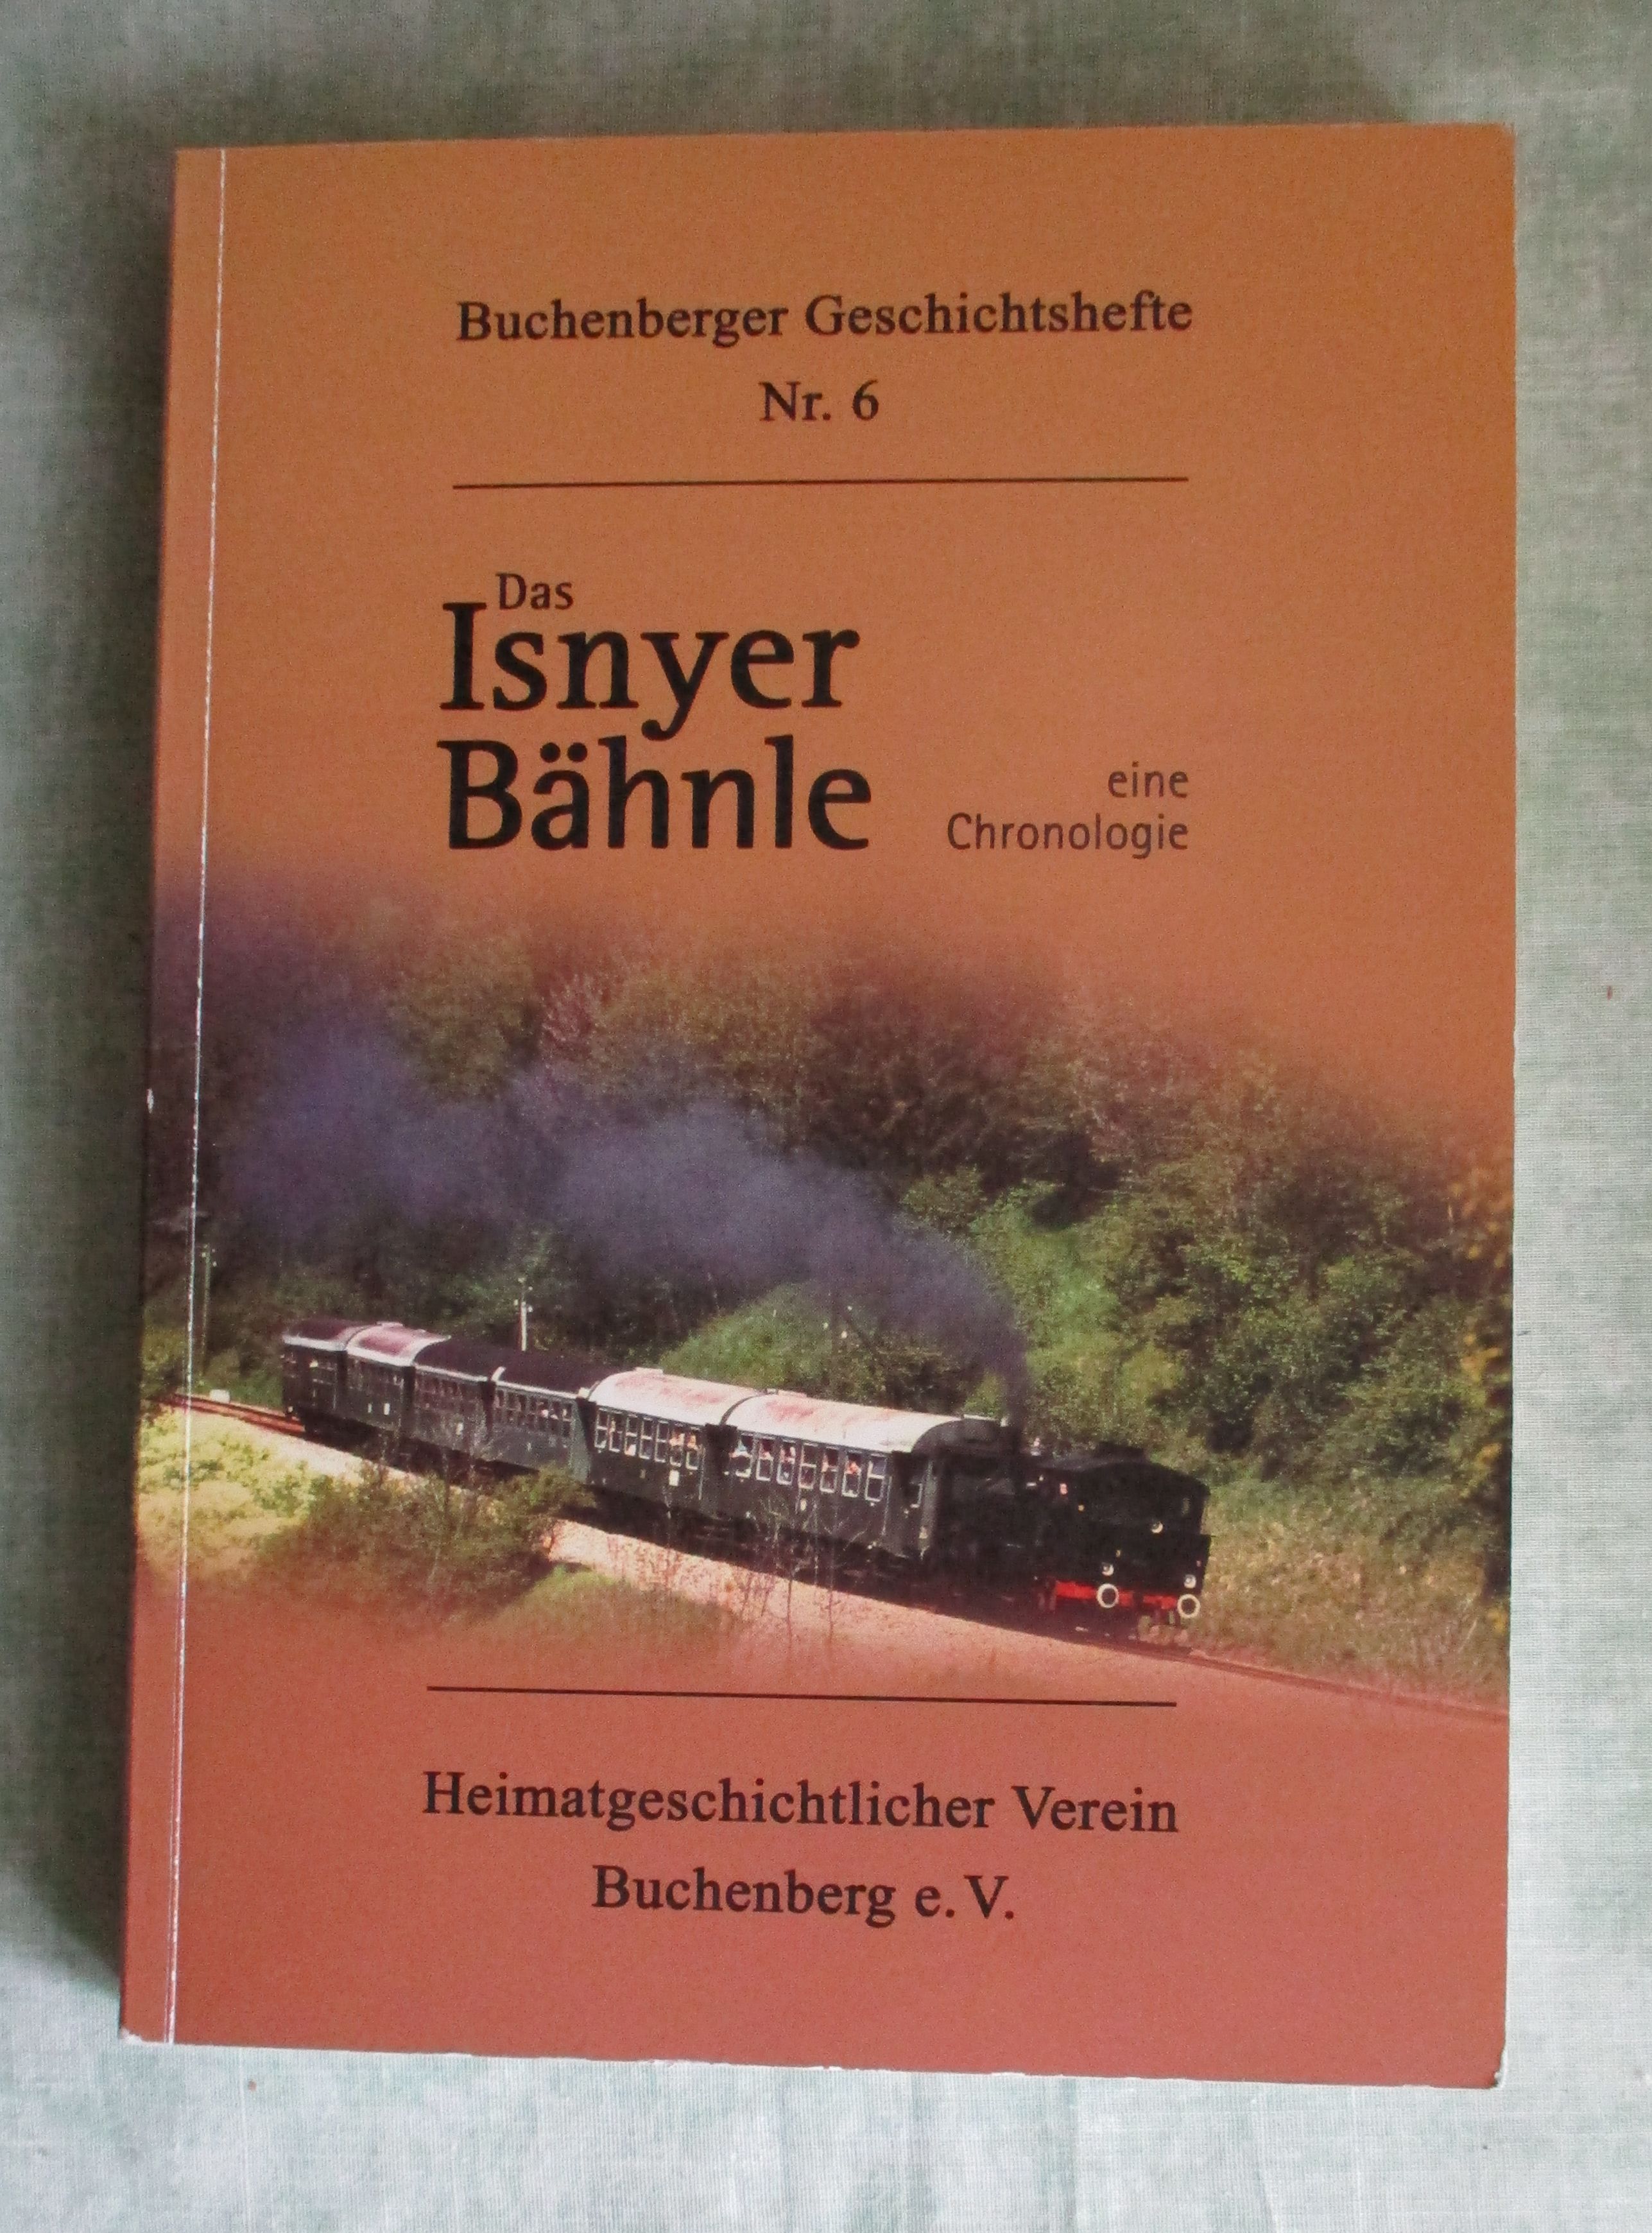 Buchenberger Geschichtshefte
Nr. 6
Das
Isnyer
Bähnle
eine
Chronologie
Heimatgeschichtlicher Verein
Buchenberg e. V.